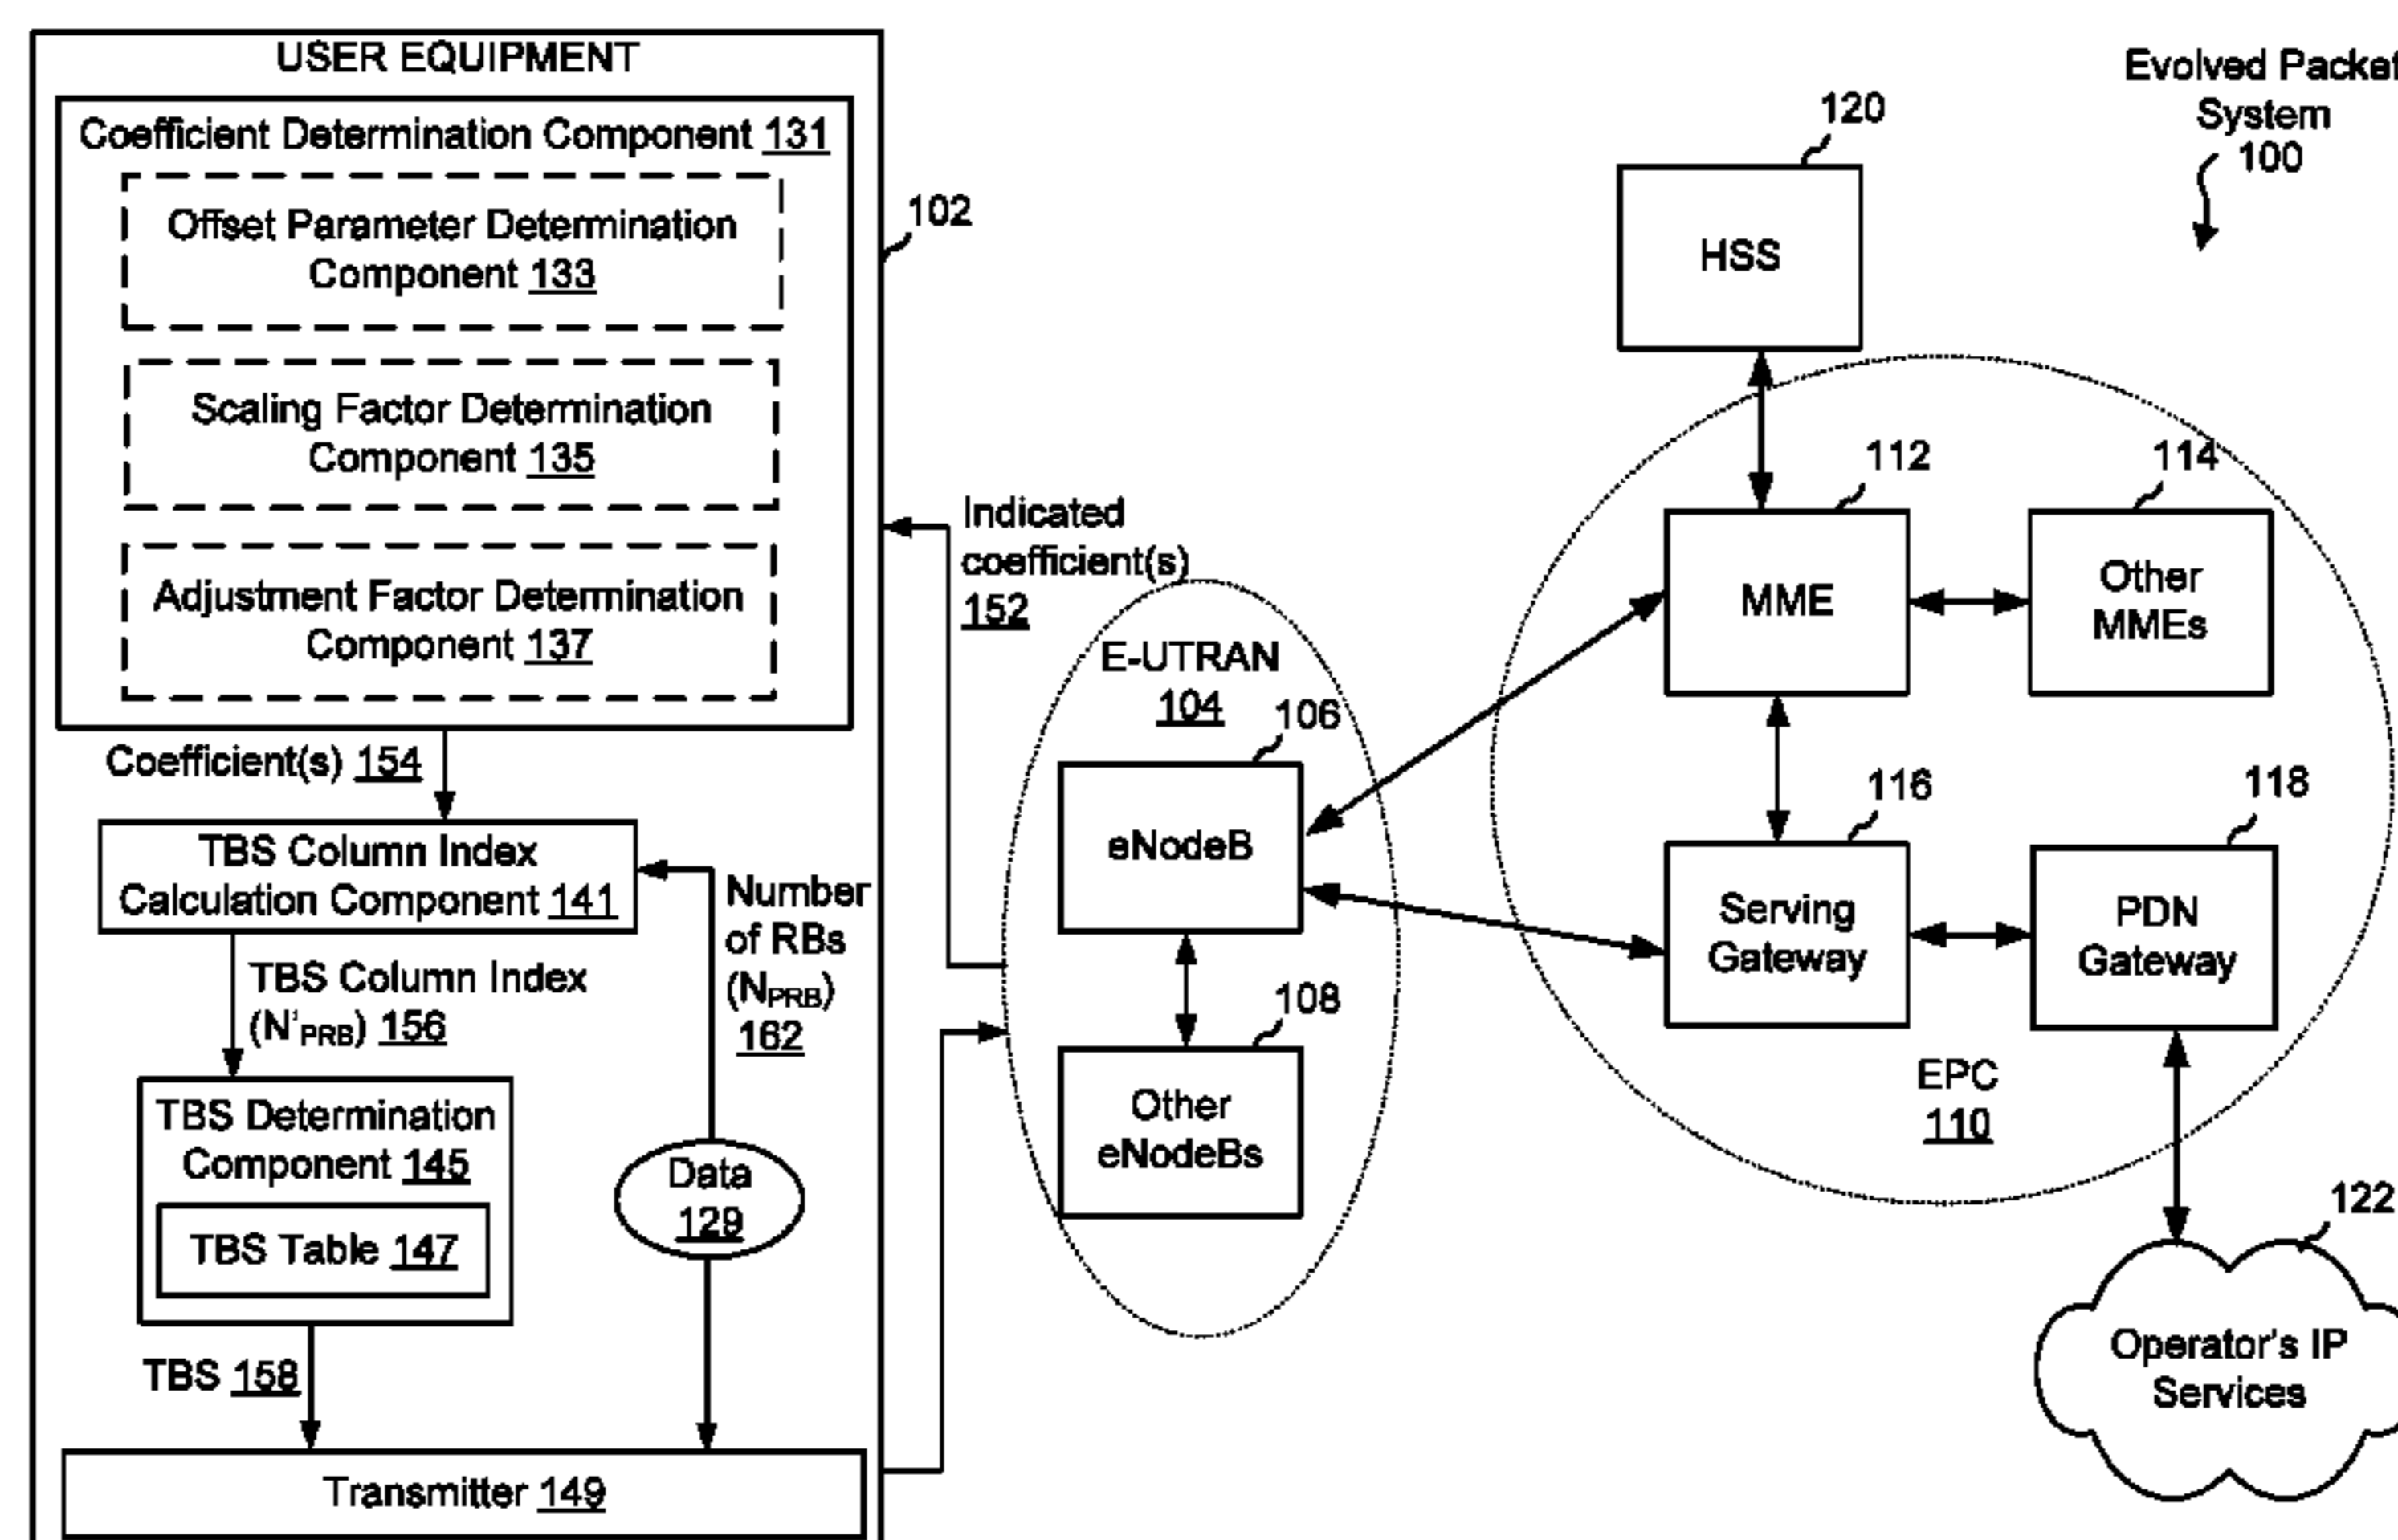 USER EQUIPMENT
Coefficient Determination Component 131
Offset Parameter Determination
Component 133
Scaling Factor Determination
Component 135
Adjustment Factor Determination
Component 137
Coefficient(s) 154
TBS Column Index
Calculation Component 141
TBS Column Index
(N'PRB) 156
Number
of RBs
(NPRB)
162
TBS Determination
Component 145
TBS Table 147
Data
129
TBS 158
Transmitter 149
102
Indicated
coefficient(s)
152
E-UTRAN
104
106
eNodeB
108
Other
eNodeBs
Evolved Packet
System
100
120
HSS
112
MME
114
Other
MMEs
116
Serving
Gateway
118
PDN
Gateway
EPC
110
122
Operator's IP
Services